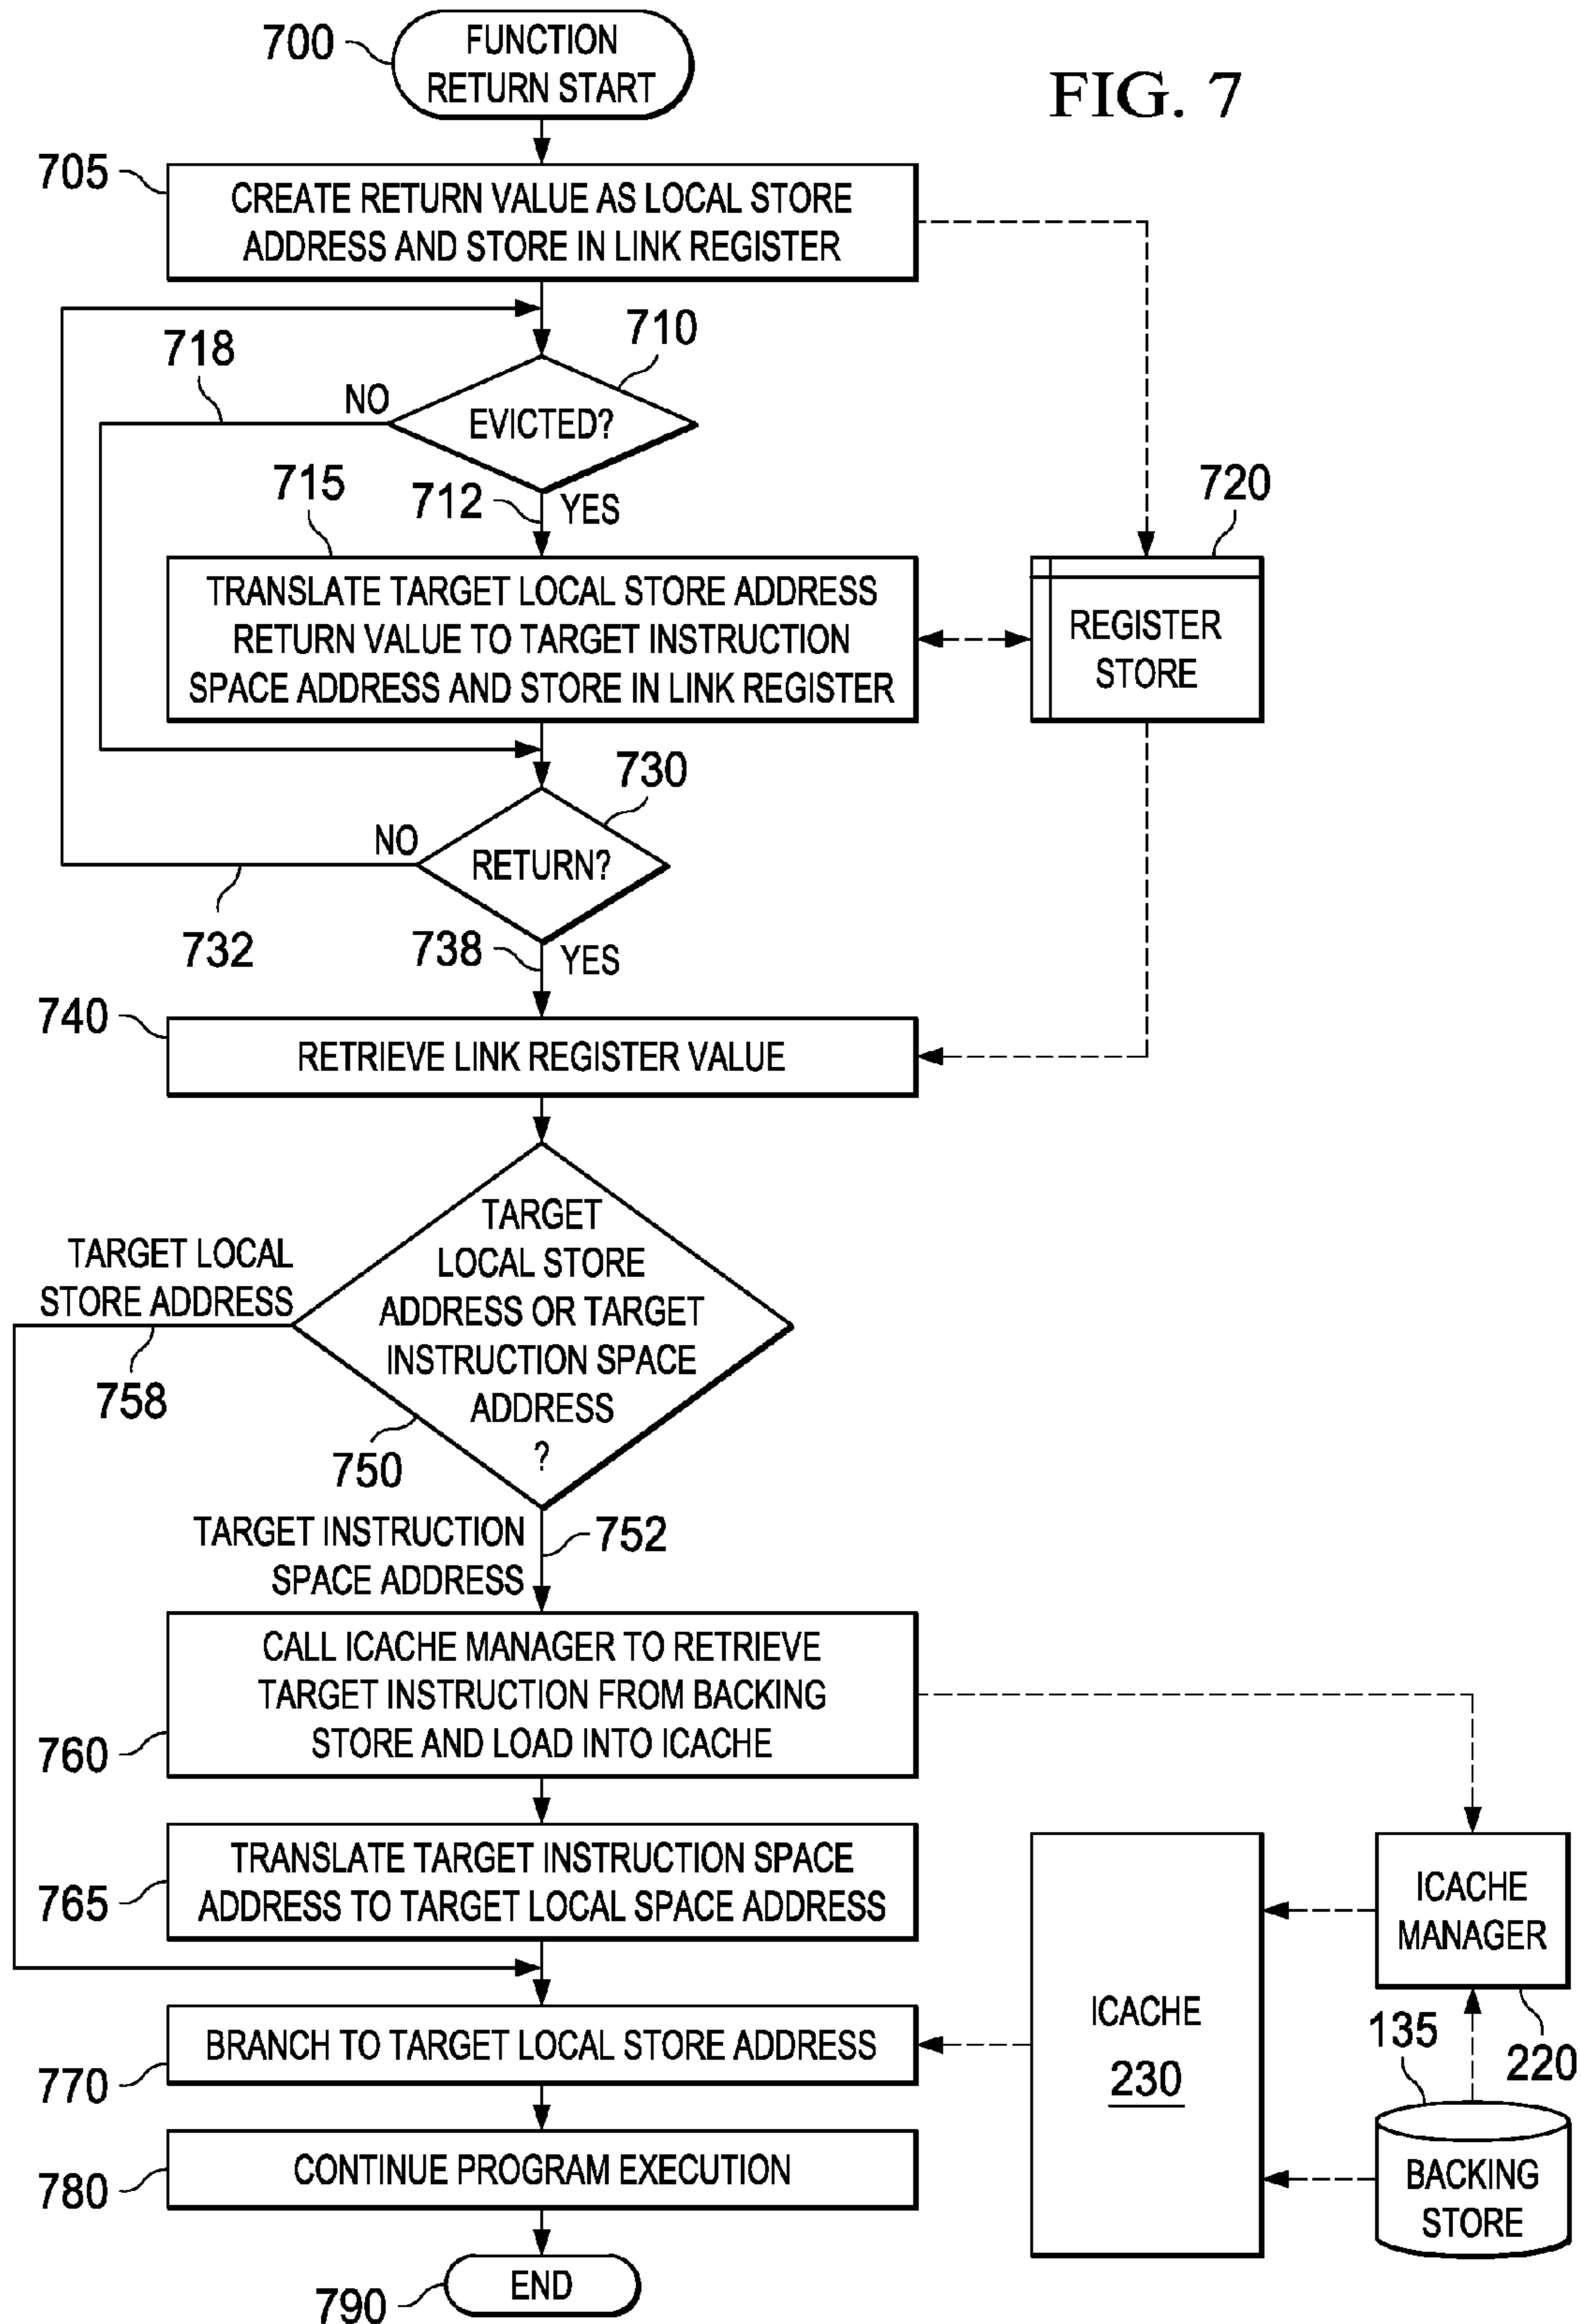 FIG. 7
700
FUNCTION
RETURN START
705
CREATE RETURN VALUE AS LOCAL STORE
ADDRESS AND STORE IN LINK REGISTER
710
718
NO
EVICTED?
712
YES
715
TRANSLATE TARGET LOCAL STORE ADDRESS
RETURN VALUE TO TARGET INSTRUCTION
SPACE ADDRESS AND STORE IN LINK REGISTER
720
REGISTER
STORE
730
NO
RETURN?
732
738
YES
740
RETRIEVE LINK REGISTER VALUE
TARGET
LOCAL STORE
ADDRESS OR TARGET
INSTRUCTION SPACE
ADDRESS
?
TARGET LOCAL
STORE ADDRESS
758
750
TARGET INSTRUCTION
SPACE ADDRESS
752
CALL ICACHE MANAGER TO RETRIEVE
TARGET INSTRUCTION FROM BACKING
STORE AND LOAD INTO ICACHE
760
TRANSLATE TARGET INSTRUCTION SPACE
ADDRESS TO TARGET LOCAL SPACE ADDRESS
765
ICACHE
MANAGER
220
ICACHE
230
135
BACKING
STORE
BRANCH TO TARGET LOCAL STORE ADDRESS
770
CONTINUE PROGRAM EXECUTION
780
END
790